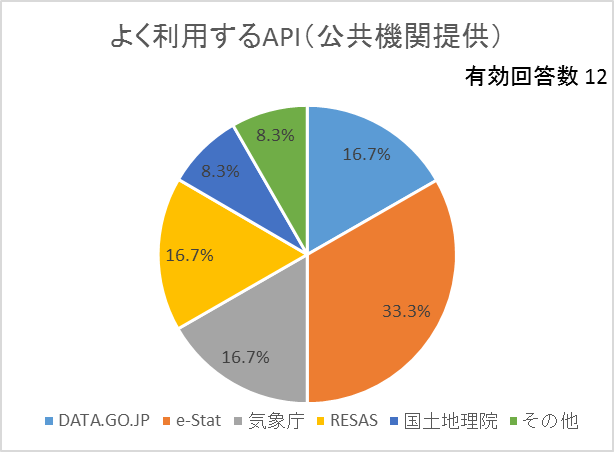 よく利用するAPI（公共機関提供）
有効回答数 12
8.3%
16.7%
8.3%
16.7%
33.3%
16.7%
DATA.GO.JP e-Stat 気象庁 RESAS 国土地理院 その他